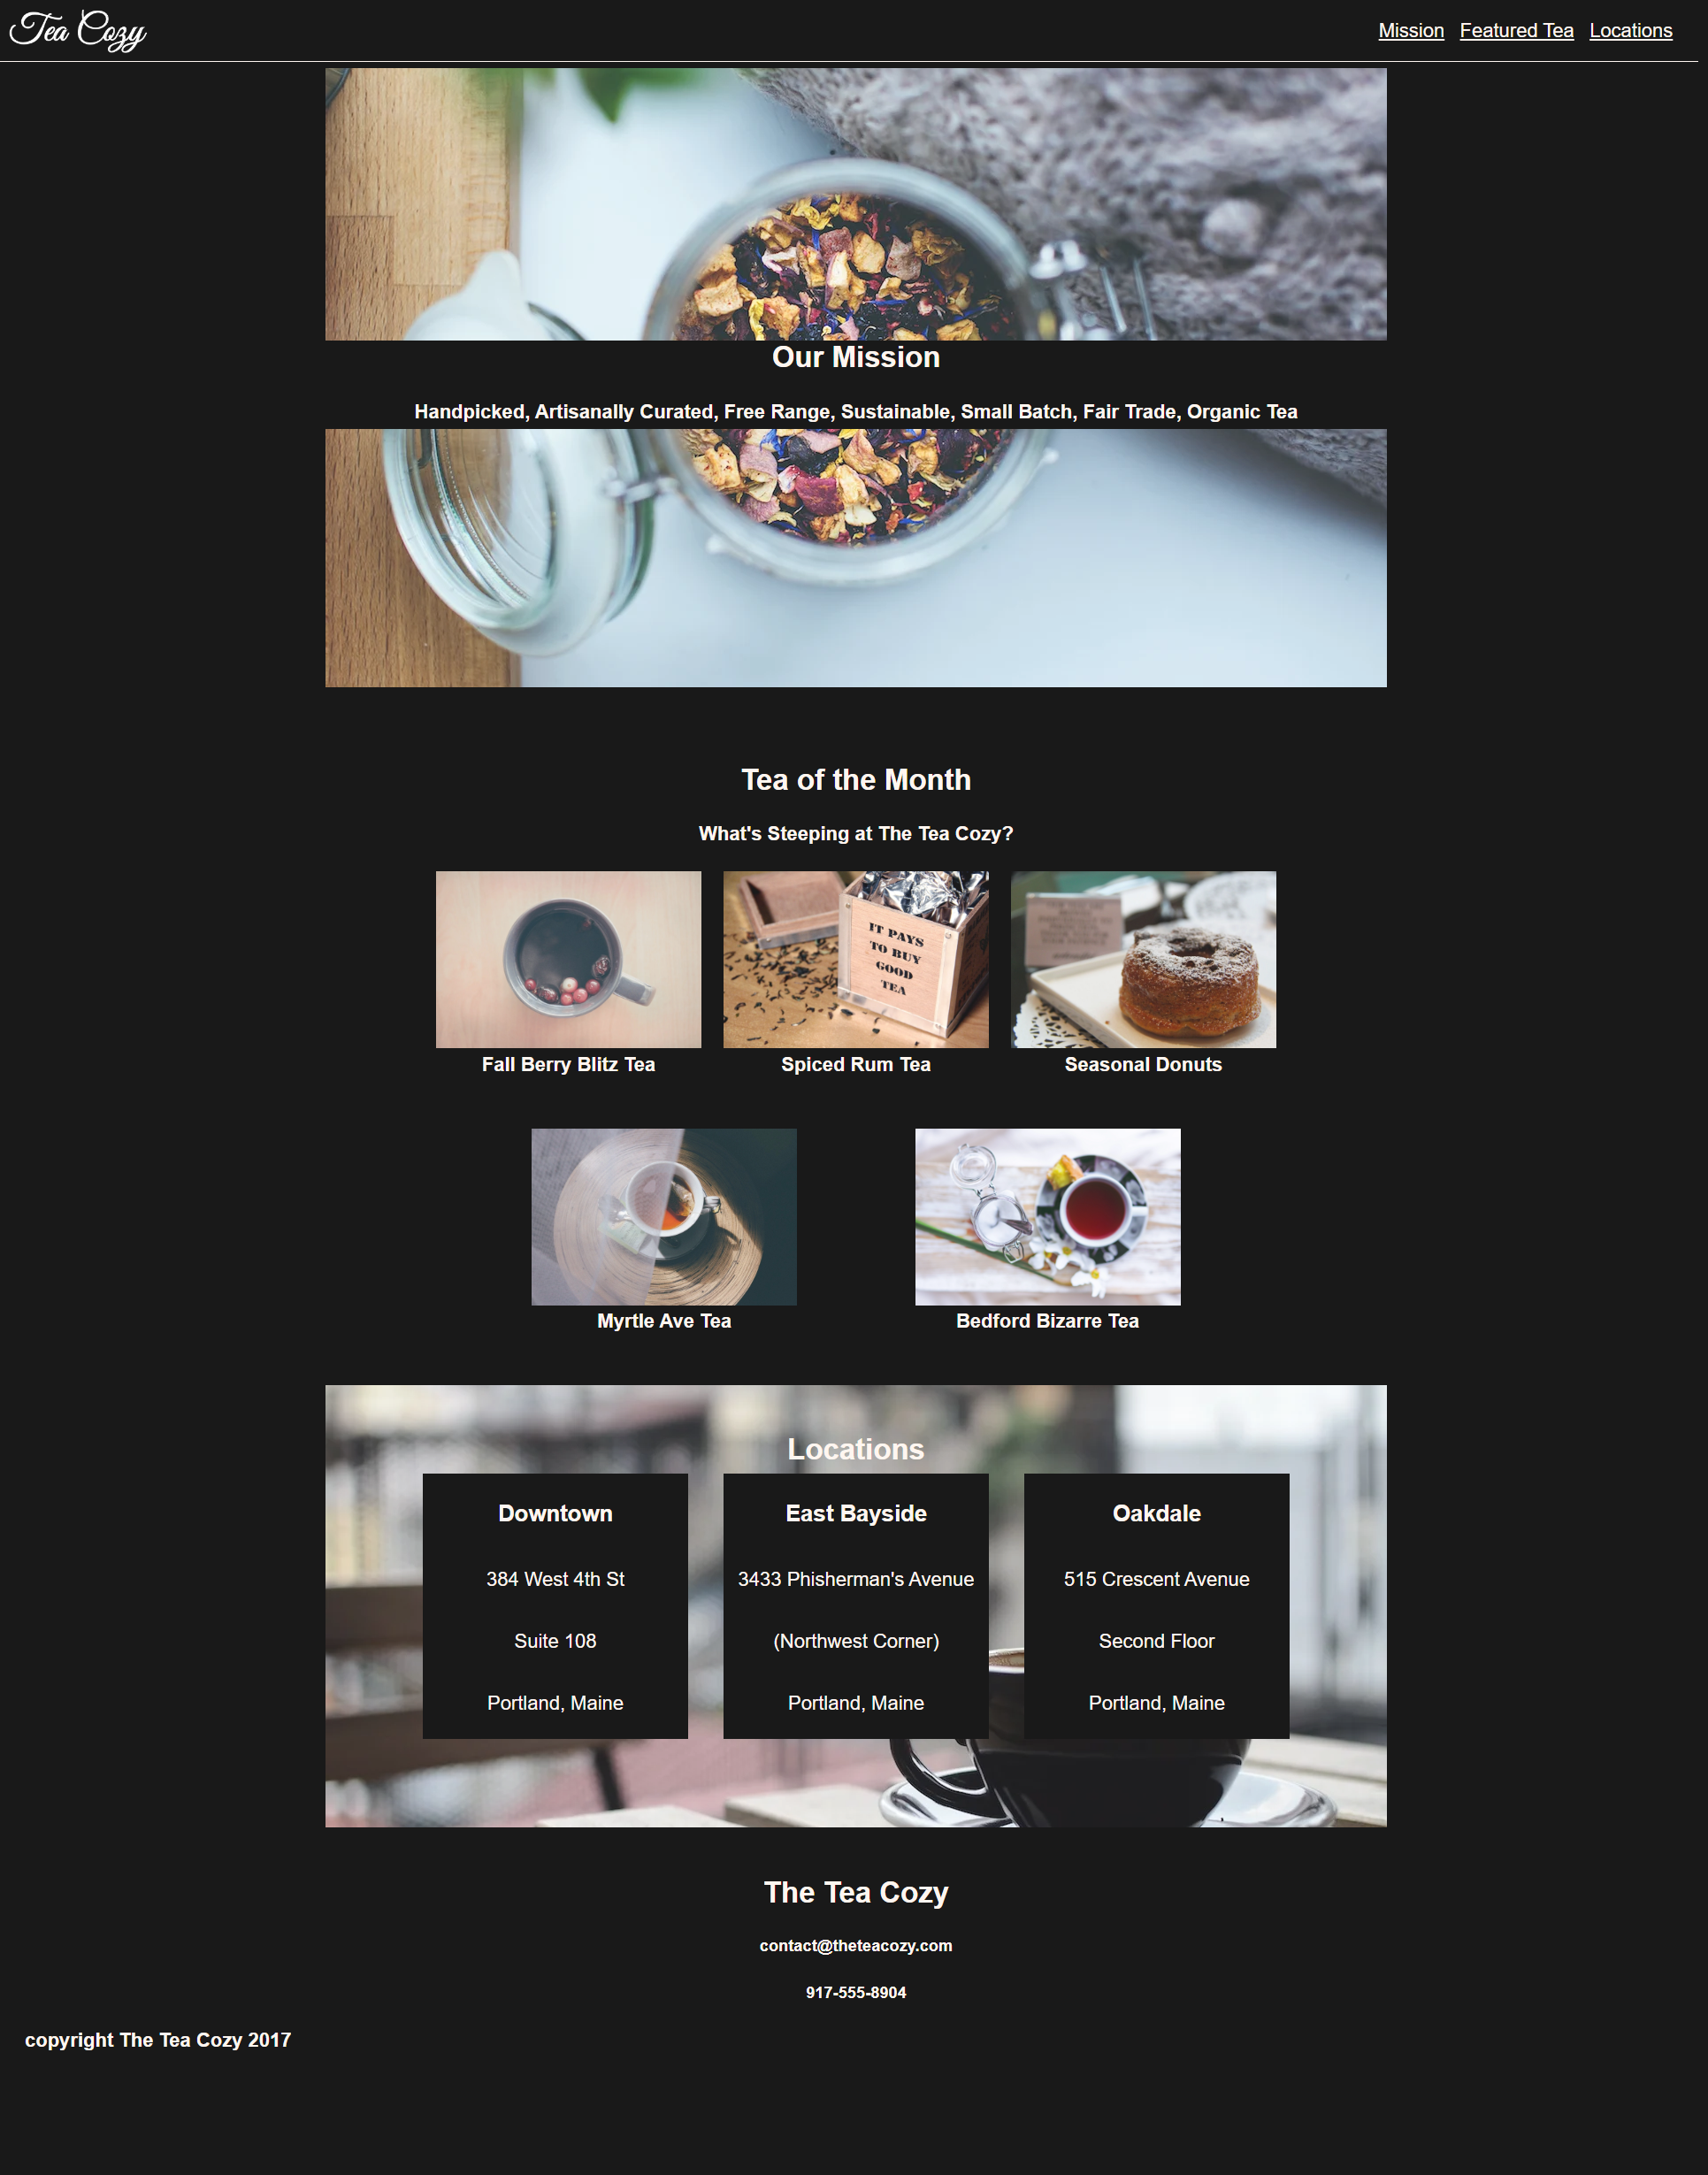 Tea Cozy
Mission Featured Tea Locations
Our Mission
Handpicked, Artisanally Curated, Free Range, Sustainable, Small Batch, Fair Trade, Organic Tea
Tea of the Month
What's Steeping at The Tea Cozy?
IT PAYS
TO BUY
GOOD
TEA
Fall Berry Blitz Tea
Spiced Rum Tea
Seasonal Donuts
Myrtle Ave Tea
Bedford Bizarre Tea
Locations
Downtown
384 West 4th St
Suite 108
Portland, Maine
East Bayside
3433 Phisherman's Avenue
(Northwest Corner)
Portland, Maine
Oakdale
515 Crescent Avenue
Second Floor
Portland, Maine
The Tea Cozy
contact@theteacozy.com
917-555-8904
copyright The Tea Cozy 2017